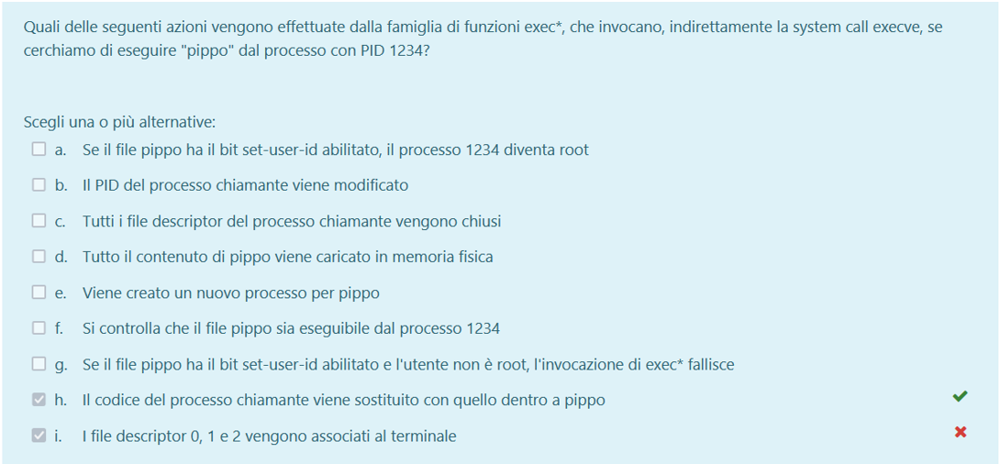 Quali delle seguenti azioni vengono effettuate dalla famiglia di funzioni exec*, che invocano, indirettamente la system call execve, se
cerchiamo di eseguire "pippo" dal processo con PID 1234?
Scegli una o più alternative:
a. Se il file pippo ha il bit set-user-id abilitato, il processo 1234 diventa root
b. Il PID del processo chiamante viene modificato
c. Tutti i file descriptor del processo chiamante vengono chiusi
d. Tutto il contenuto di pippo viene caricato in memoria fisica
e. Viene creato un nuovo processo per pippo
f. Si controlla che il file pippo sia eseguibile dal processo 1234
g. Se il file pippo ha il bit set-user-id abilitato e l'utente non è root, l'invocazione di exec* fallisce
h. Il codice del processo chiamante viene sostituito con quello dentro a pippo
i. I file descriptor 0, 1 e 2 vengono associati al terminale